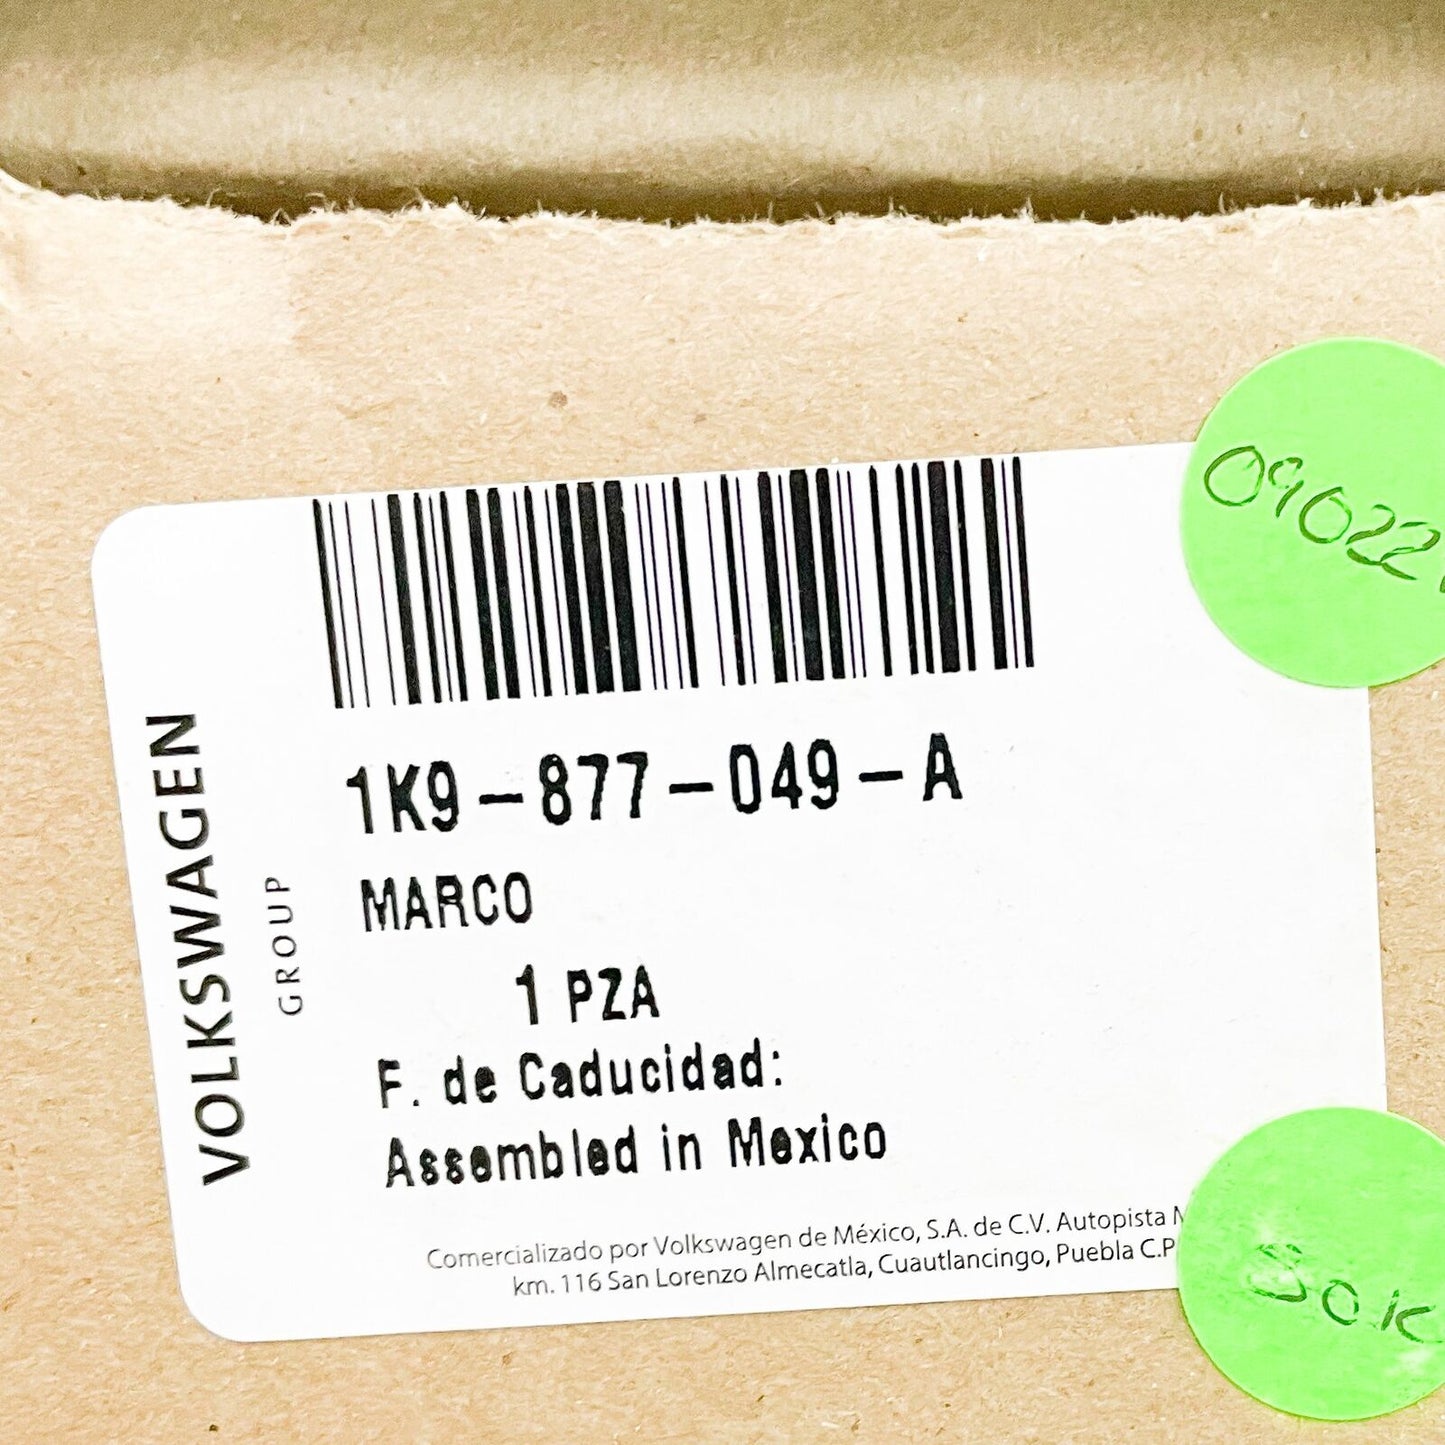 VOLKSWAGEN
GROUP
1K9-877-049-A
MARCO
1 PZA
F. de Caducidad:
Assembled in Mexico
Comercializado por Volkswagen de México, S.A. de C.V. Autopista
km. 116 San Lorenzo Almecatla, Cuautlancingo, Puebla C.P
09022